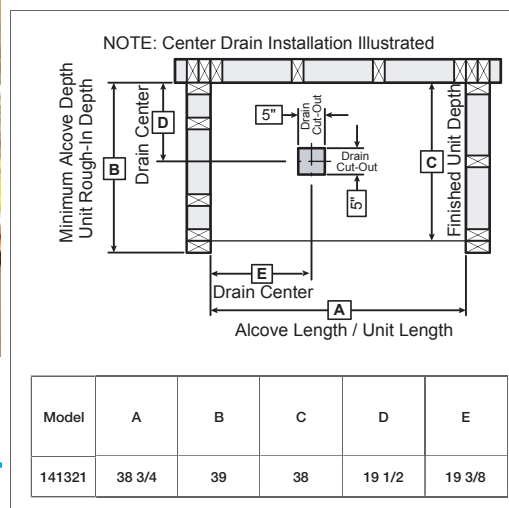 NOTE: Center Drain Installation Illustrated
Minimum Alcove Depth
Unit Rough-In Depth
B
Drain Center
D
5"
Drain
Cut-Out
Drain
Cut-Out
5"
C
Finished Unit Depth
E
Drain Center
A
Alcove Length / Unit Length
Model A B C D E
141321 38 3/4 39 38 19 1/2 19 3/8